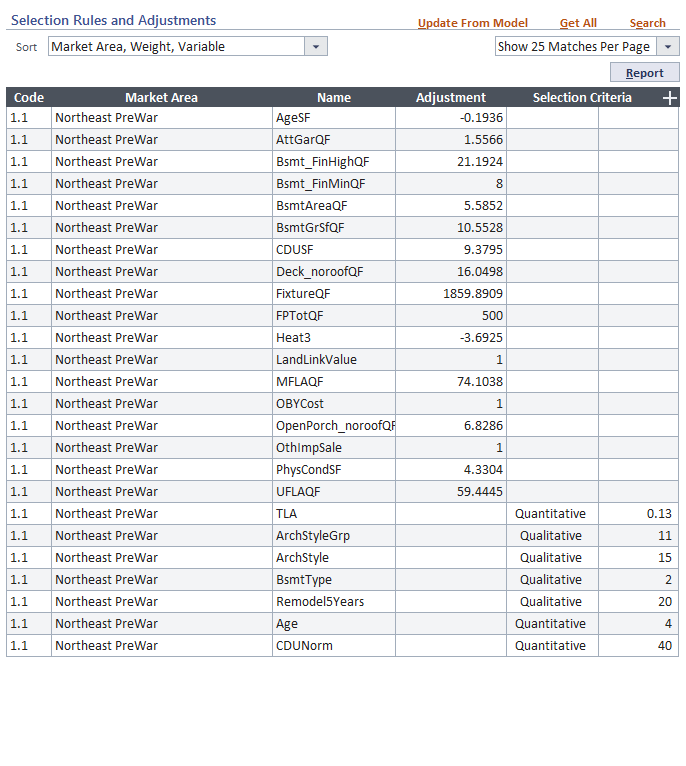 Selection Rules and Adjustments Update From Model Get All Search
Sort Market Area, Weight, Variable Show 25 Matches Per Page
Report
Code Market Area Name Adjustment Selection Criteria +
1.1 Northeast PreWar AgeSF -0.1936
1.1 Northeast PreWar AttGarQF 1.5566
1.1 Northeast PreWar Bsmt_FinHighQF 21.1924
1.1 Northeast PreWar Bsmt_FinMinQF 8
1.1 Northeast PreWar BsmtAreaQF 5.5852
1.1 Northeast PreWar BsmtGrSfQF 10.5528
1.1 Northeast PreWar CDUSF 9.3795
1.1 Northeast PreWar Deck_noroofQF 16.0498
1.1 Northeast PreWar FixtureQF 1859.8909
1.1 Northeast PreWar FPTotQF 500
1.1 Northeast PreWar Heat3 -3.6925
1.1 Northeast PreWar LandLinkValue 1
1.1 Northeast PreWar MFLAQF 74.1038
1.1 Northeast PreWar OBYCost 1
1.1 Northeast PreWar OpenPorch_noroofQF 6.8286
1.1 Northeast PreWar OthImpSale 1
1.1 Northeast PreWar PhysCondSF 4.3304
1.1 Northeast PreWar UFLAQF 59.4445
1.1 Northeast PreWar TLA Quantitative 0.13
1.1 Northeast PreWar ArchStyleGrp Qualitative 11
1.1 Northeast PreWar ArchStyle Qualitative 15
1.1 Northeast PreWar BsmtType Qualitative 2
1.1 Northeast PreWar Remodel5Years Qualitative 20
1.1 Northeast PreWar Age Quantitative 4
1.1 Northeast PreWar CDUNorm Quantitative 40